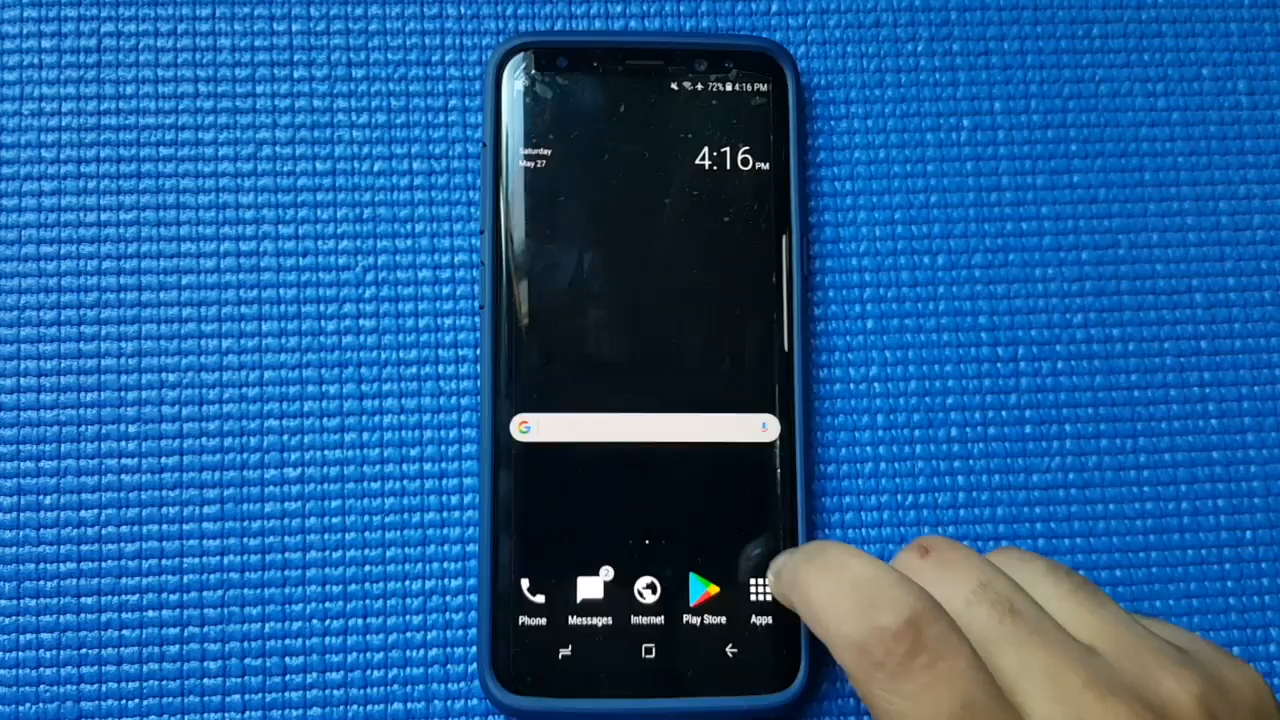 72% 4:16 PM
Saturday
May 27
4:16 PM
G
2
Phone
Messages
Internet
Play Store
Apps